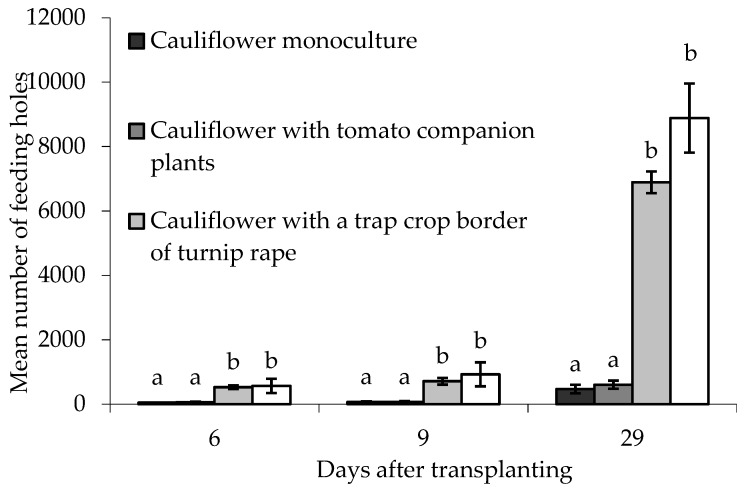 12000
10000
8000
6000
4000
2000
0
Mean number of feeding holes
Cauliflower monoculture
Cauliflower with tomato companion
plants
Cauliflower with a trap crop border
of turnip rape
a a b b
a a b b
a a b b
6 9 29
Days after transplanting